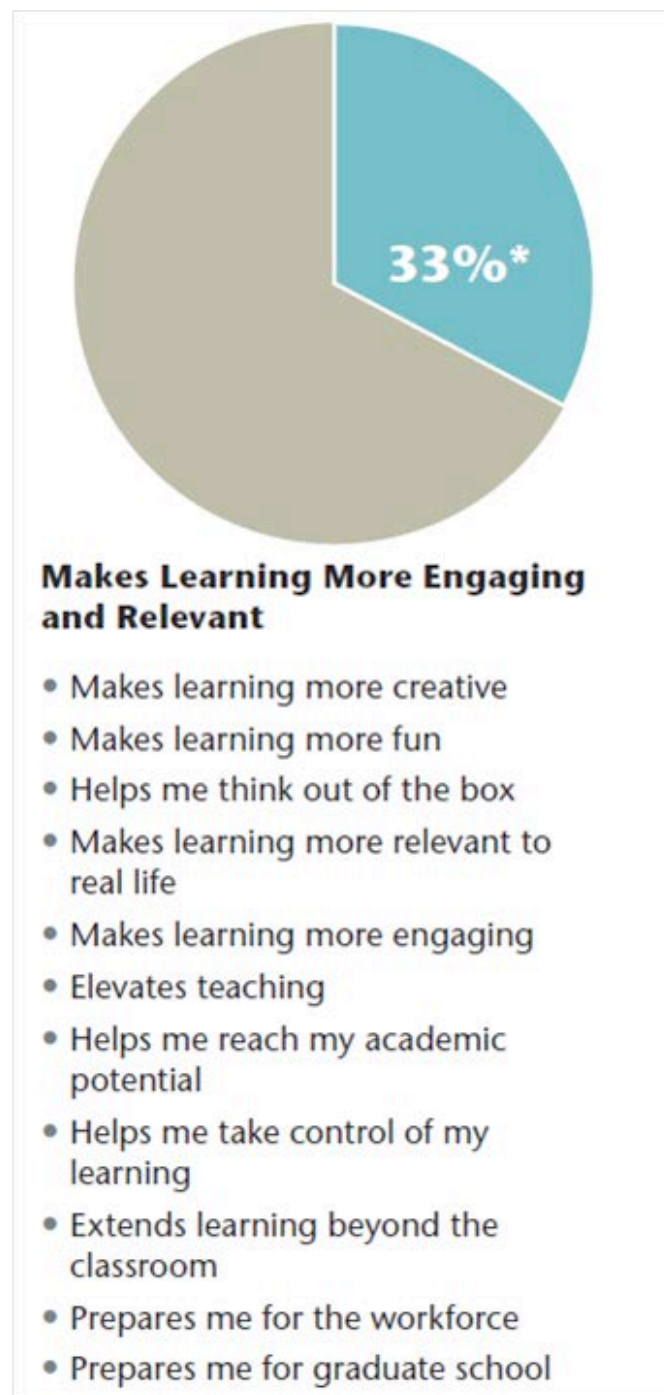 33%*
Makes Learning More Engaging
and Relevant
• Makes learning more creative
• Makes learning more fun
• Helps me think out of the box
• Makes learning more relevant to
real life
• Makes learning more engaging
• Elevates teaching
• Helps me reach my academic
potential
• Helps me take control of my
learning
• Extends learning beyond the
classroom
• Prepares me for the workforce
• Prepares me for graduate school